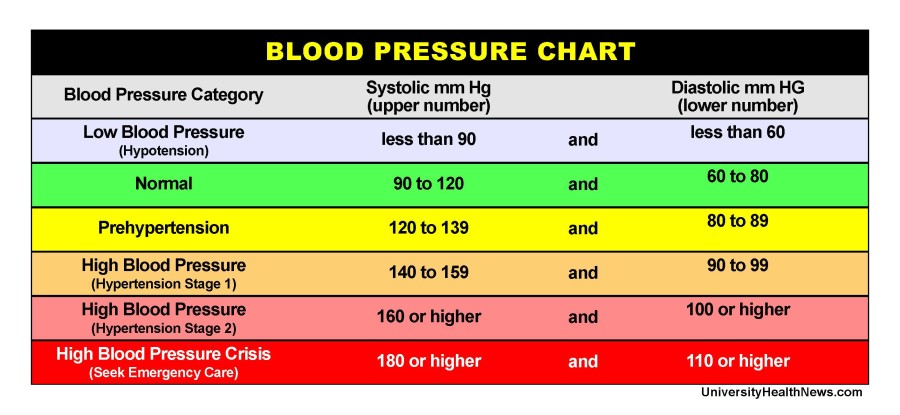 BLOOD PRESSURE CHART
Blood Pressure Category
Systolic mm Hg
(upper number)
Diastolic mm HG
(lower number)
Low Blood Pressure
(Hypotension)
less than 90 and less than 60
Normal 90 to 120 and 60 to 80
Prehypertension 120 to 139 and 80 to 89
High Blood Pressure
(Hypertension Stage 1)
140 to 159 and 90 to 99
High Blood Pressure
(Hypertension Stage 2)
160 or higher and 100 or higher
High Blood Pressure Crisis
(Seek Emergency Care)
180 or higher and 110 or higher
UniversityHealthNews.com